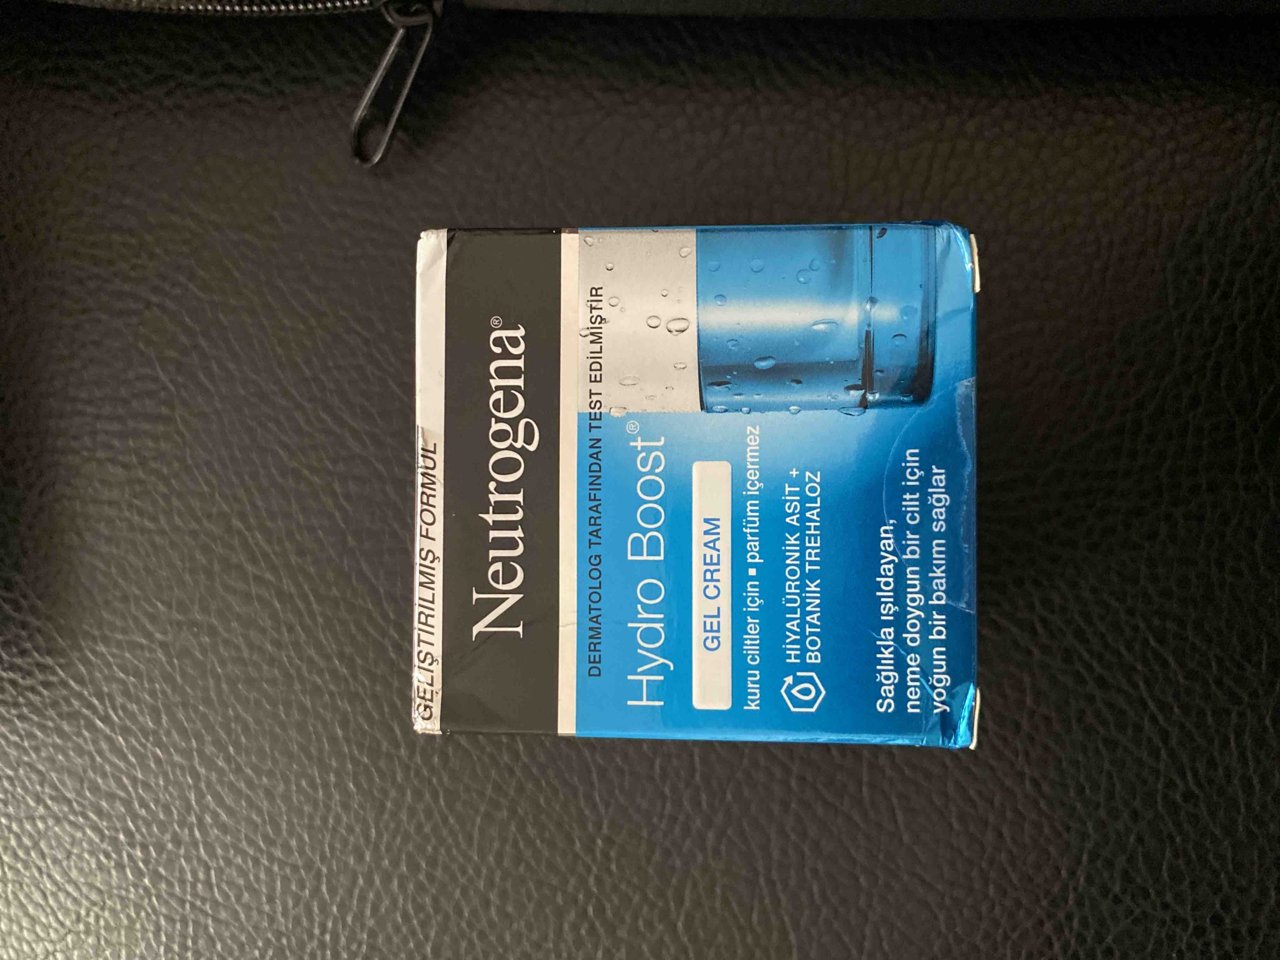 GELİŞTİRİLMİŞ FORMÜL
Neutrogena®
DERMATOLOG TARAFINDAN TEST EDİLMİŞTİR
Hydro Boost®
GEL CREAM
kuru ciltler için ▪ parfüm içermez
HİYALÜRONİK ASİT +
BOTANİK TREHALOZ
Sağlıkla ışıldayan,
neme doygun bir cilt için
yoğun bir bakım sağlar